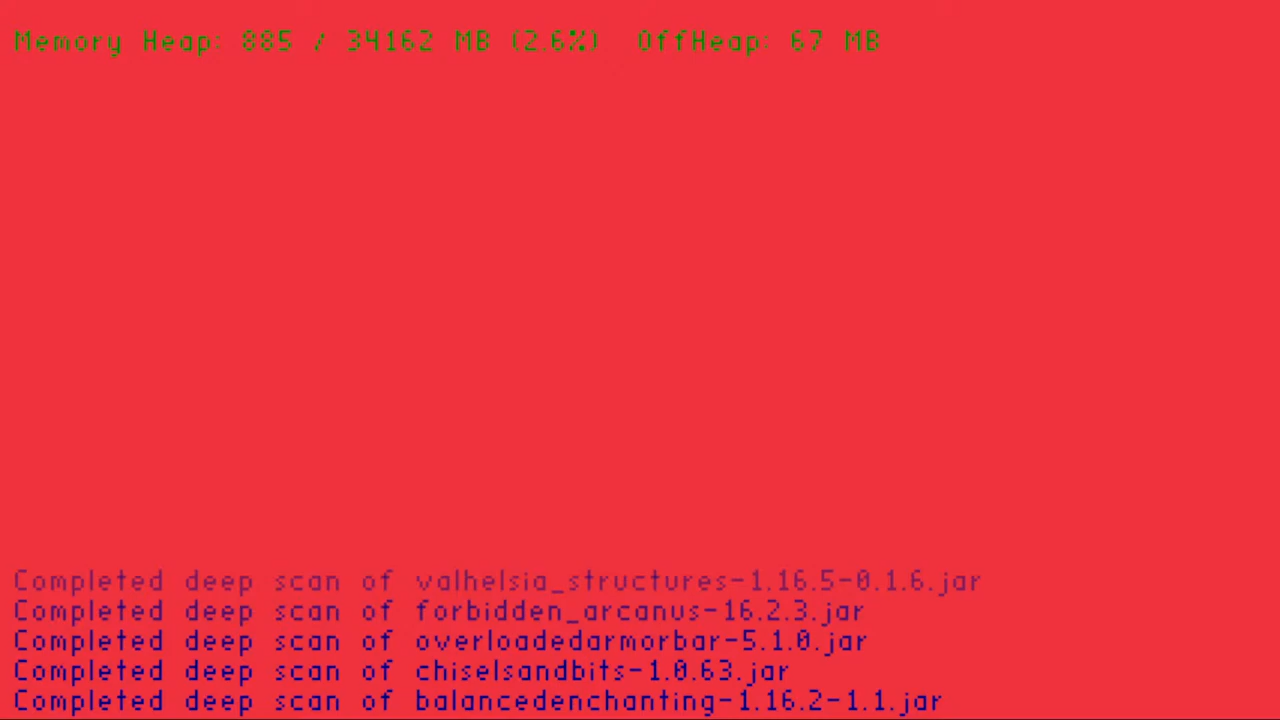 Memory Heap: 885 / 34162 MB (2.6%)  OffHeap: 67 MB
Completed deep scan of valhelsia_structures-1.16.5-0.1.6.jar
Completed deep scan of forbidden_arcanus-16.2.3.jar
Completed deep scan of overloadedarmorbar-5.1.0.jar
Completed deep scan of chiselsandbits-1.0.63.jar
Completed deep scan of balancedenchanting-1.16.2-1.1.jar